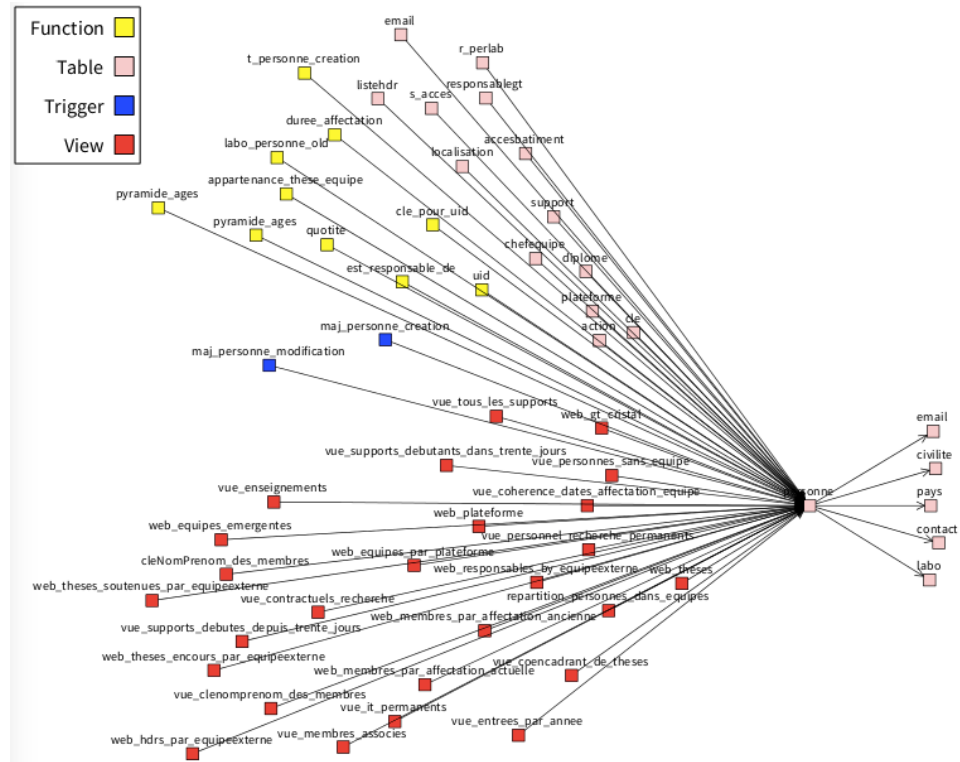 Function
Table
Trigger
View
email
r_perlab
t_personne_creation
listehdr
responsablegt
s_acces
duree_affectation
accesbatiment
labo_personne_old
localisation
appartenance_these_equipe
pyramide_ages
support
cle_pour_uid
pyramide_ages
quotite
chefequipe
diplome
est_responsable_de
uid
plateforme
cle
maj_personne_creation
action
maj_personne_modification
vue_tous_les_supports
web_gt_cristal
email
vue_supports_debutants_dans_trente_jours
civilite
vue_personnes_sans_equipe
vue_enseignements
vue_coherence_dates_affectation_equipe
personne
pays
web_plateforme
web_equipes_emergentes
contact
vue_personnel_recherche_permanents
web_equipes_par_plateforme
cleNomPrenom_des_membres
web_responsables_by_equipeexterne
web_theses
labo
web_theses_soutenues_par_equipeexterne
vue_contractuels_recherche
repartition_personnes_dans_equipes
web_membres_par_affectation_ancienne
vue_supports_debutes_depuis_trente_jours
web_theses_encours_par_equipeexterne
vue_coencadrant_de_theses
web_membres_par_affectation_actuelle
vue_clenomprenom_des_membres
vue_it_permanents
vue_entrees_par_annee
web_hdrs_par_equipeexterne
vue_membres_associes